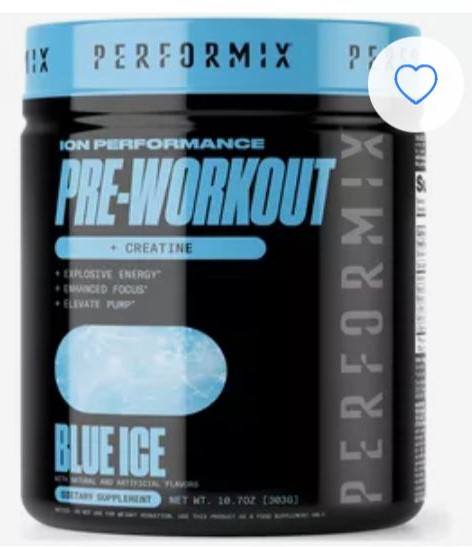 PERFORMIX
ION PERFORMANCE
PRE-WORKOUT
+ CREATINE
+ EXPLOSIVE ENERGY*
+ ENHANCED FOCUS*
+ ELEVATE PUMP*
BLUE ICE
WITH NATURAL AND ARTIFICIAL FLAVORS
DIETARY SUPPLEMENT NET WT. 10.7OZ [303G]
PERFORMIX